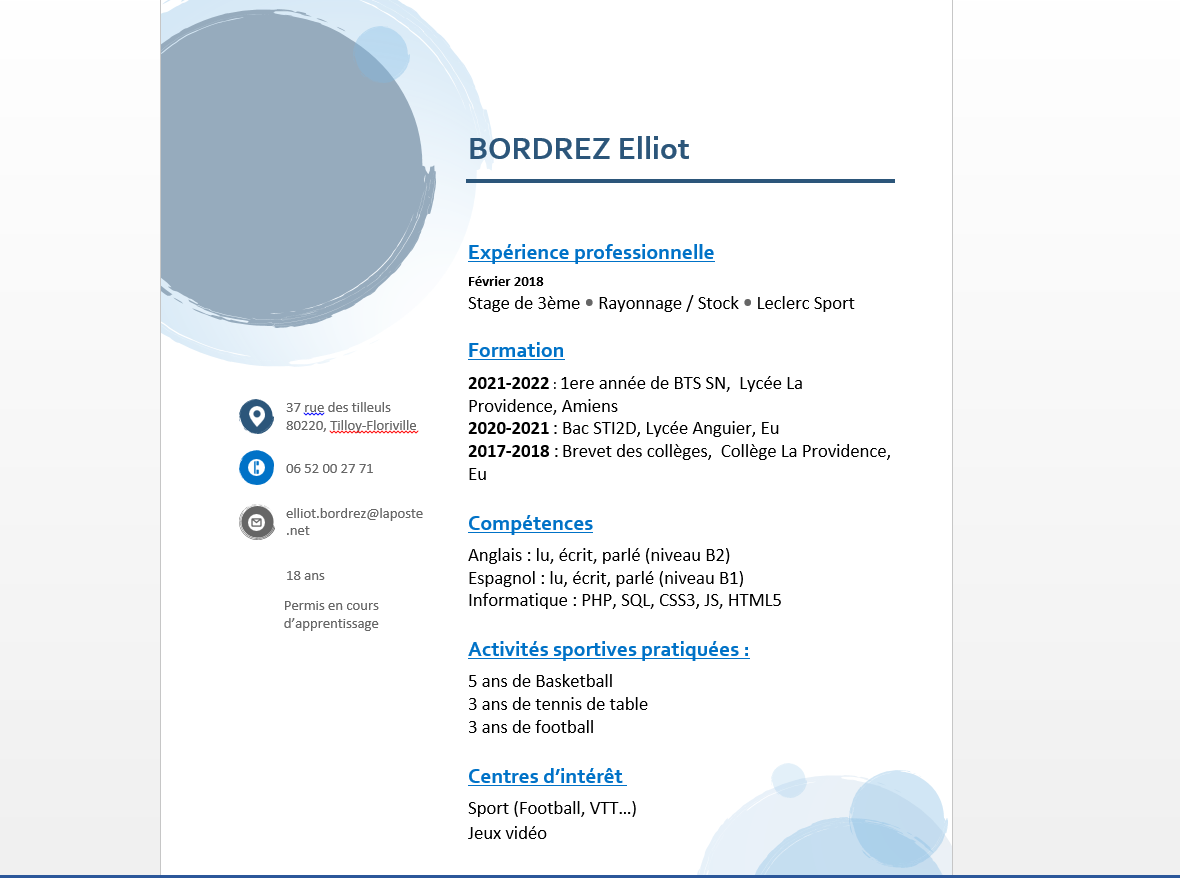 BORDREZ Elliot
Expérience professionnelle
Février 2018
Stage de 3ème • Rayonnage / Stock • Leclerc Sport
Formation
2021-2022 : 1ere année de BTS SN, Lycée La
Providence, Amiens
2020-2021 : Bac STI2D, Lycée Anguier, Eu
2017-2018 : Brevet des collèges, Collège La Providence,
Eu
Compétences
Anglais : lu, écrit, parlé (niveau B2)
Espagnol : lu, écrit, parlé (niveau B1)
Informatique : PHP, SQL, CSS3, JS, HTML5
Activités sportives pratiquées :
5 ans de Basketball
3 ans de tennis de table
3 ans de football
Centres d’intérêt
Sport (Football, VTT…)
Jeux vidéo
37 rue des tilleuls
80220, Tilloy-Floriville
06 52 00 27 71
elliot.bordrez@laposte
.net
18 ans
Permis en cours
d’apprentissage